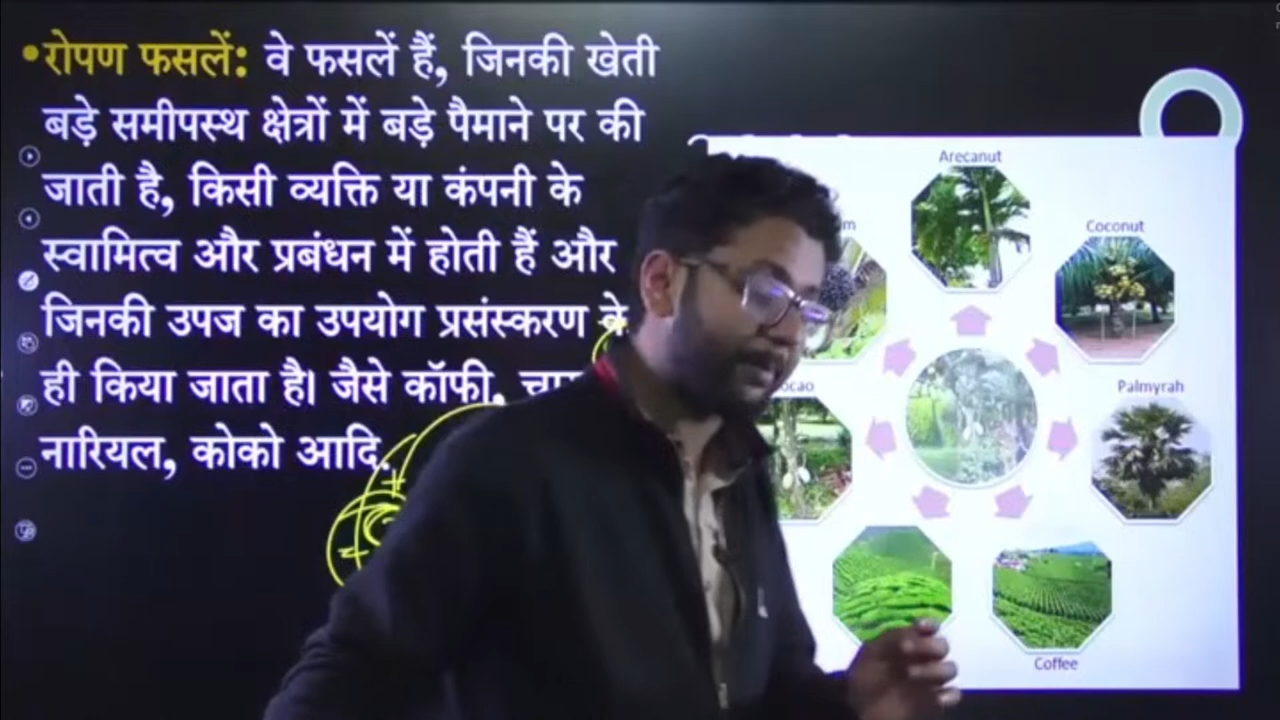 •रोपण फसलें: वे फसलें हैं, जिनकी खेती
बड़े समीपस्थ क्षेत्रों में बड़े पैमाने पर की
जाती है, किसी व्यक्ति या कंपनी के
स्वामित्व और प्रबंधन में होती हैं और
जिनकी उपज का उपयोग प्रसंस्करण के
ही किया जाता है। जैसे कॉफी,
नारियल, कोको आदि.
Arecanut
Coconut
Palmyrah
Coffee